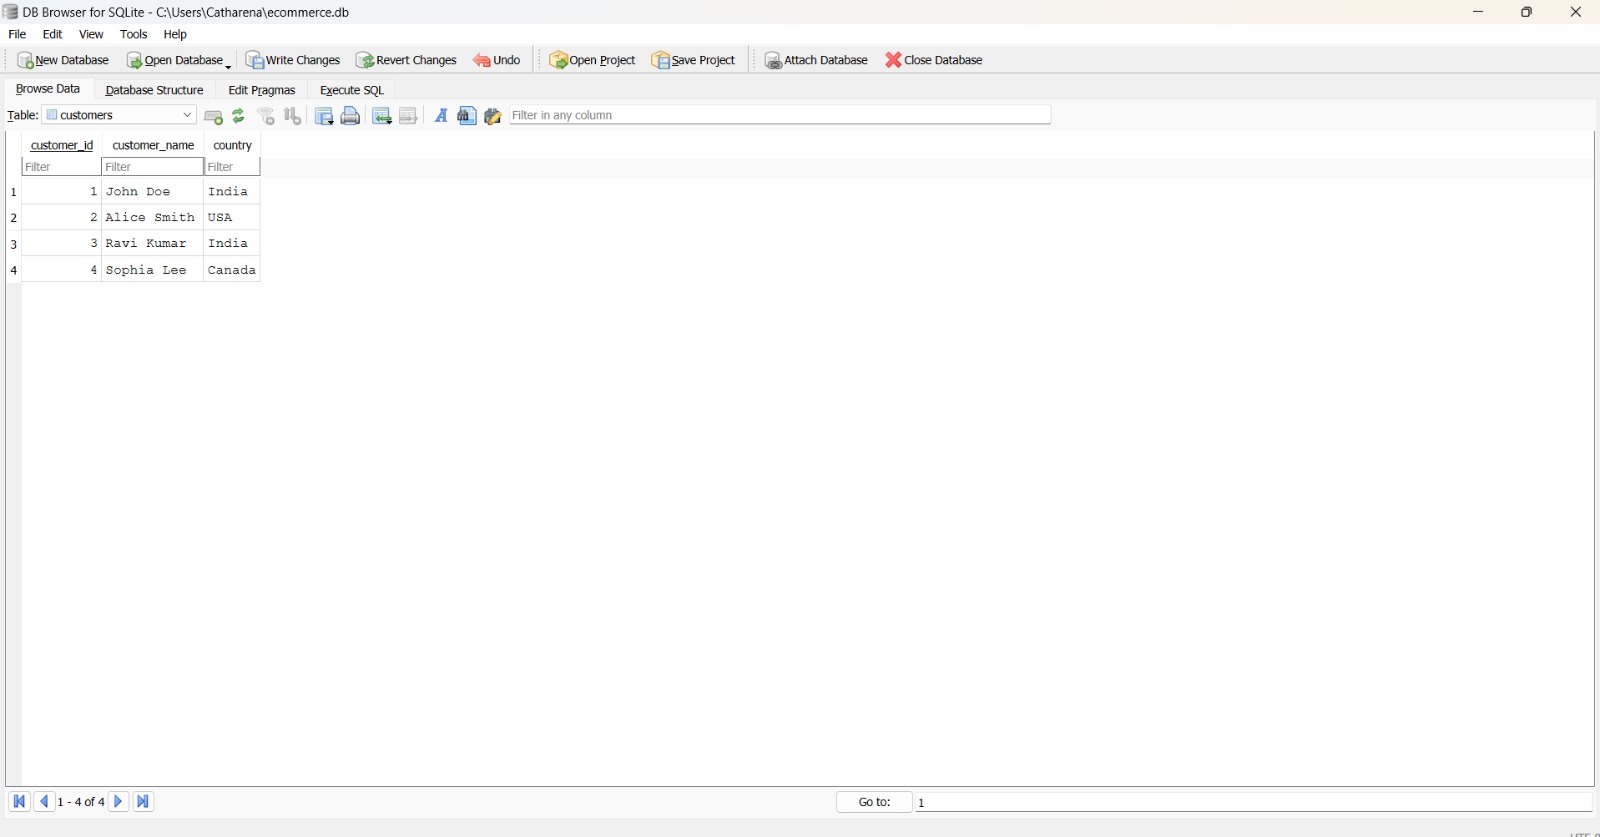 DB Browser for SQLite - C:\Users\Catharena\ecommerce.db
File Edit View Tools Help
New Database Open Database Write Changes Revert Changes Undo Open Project Save Project Attach Database Close Database
Browse Data Database Structure Edit Pragmas Execute SQL
Table: customers Filter in any column
customer_id customer_name country
Filter Filter Filter
1 1 John Doe India
2 2 Alice Smith USA
3 3 Ravi Kumar India
4 4 Sophia Lee Canada
1 - 4 of 4 Go to: 1